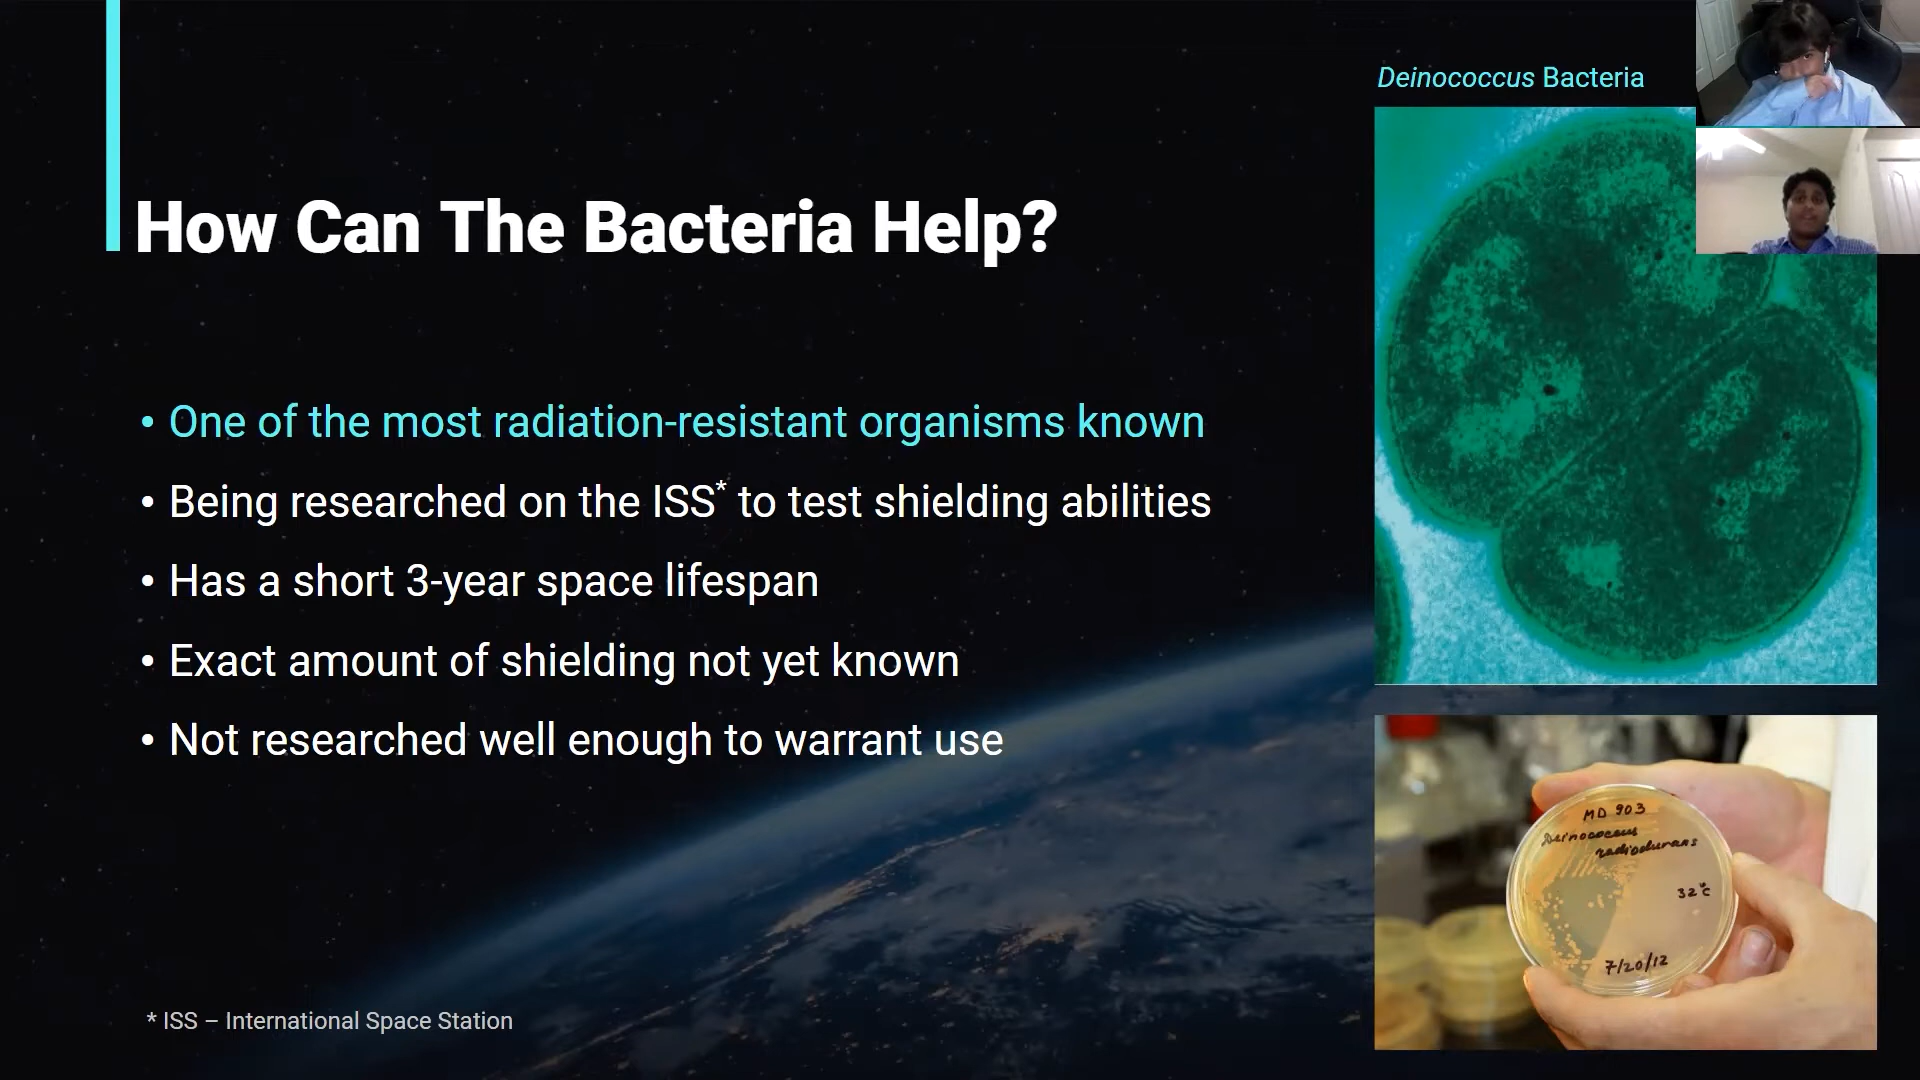 Deinococcus Bacteria
How Can The Bacteria Help?
• One of the most radiation-resistant organisms known
• Being researched on the ISS* to test shielding abilities
• Has a short 3-year space lifespan
• Exact amount of shielding not yet known
• Not researched well enough to warrant use
MD 903
Deinococcus
radiodurans
32°C
7/20/12
* ISS – International Space Station